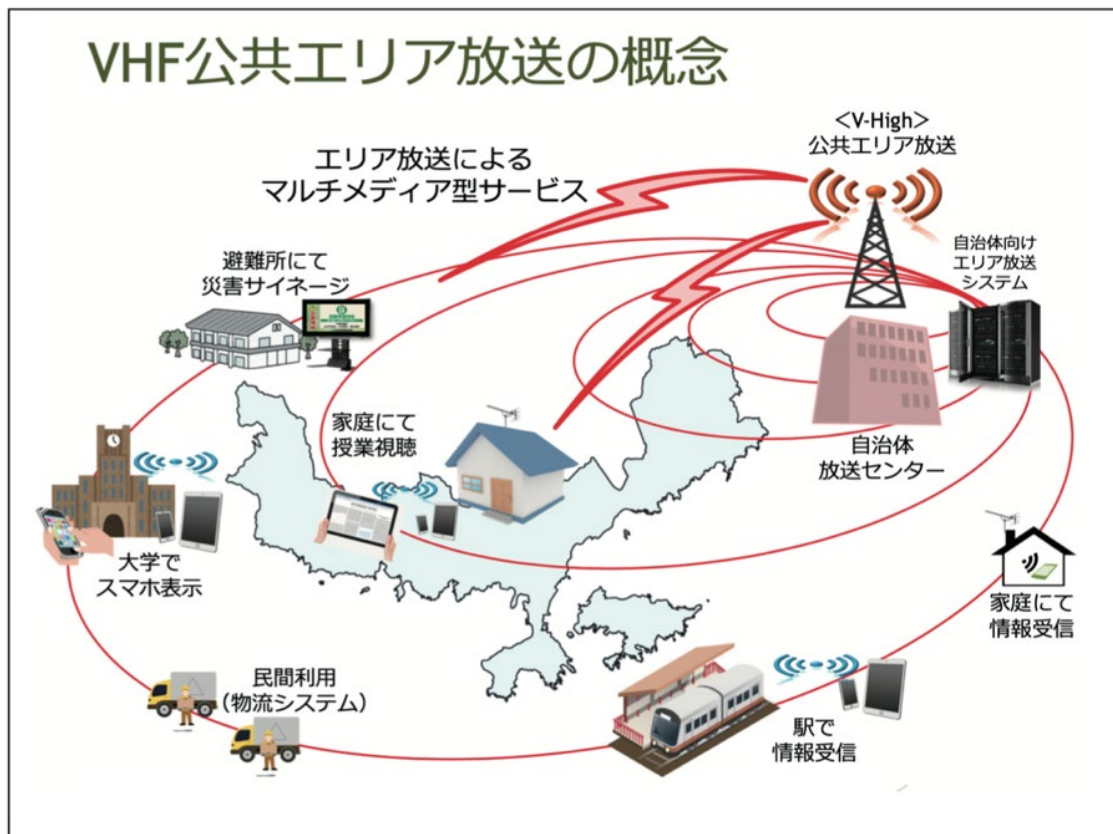 VHF公共エリア放送の概念
<V-High>
公共エリア放送
エリア放送による
マルチメディア型サービス
自治体向け
エリア放送
システム
避難所にて
災害サイネージ
家庭にて
授業視聴
自治体
放送センター
大学で
スマホ表示
家庭にて
情報受信
民間利用
(物流システム)
駅で
情報受信